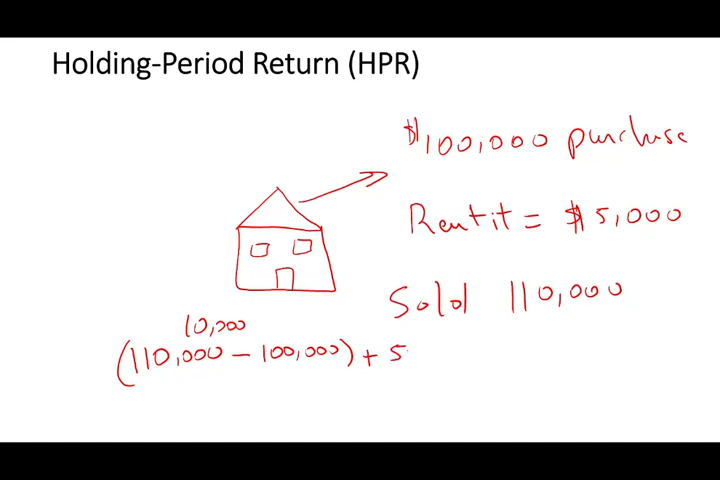 Holding-Period Return (HPR)
$100,000 purchase
Rent it = $5,000
Sold 110,000
10,000
(110,000 - 100,000) + 5